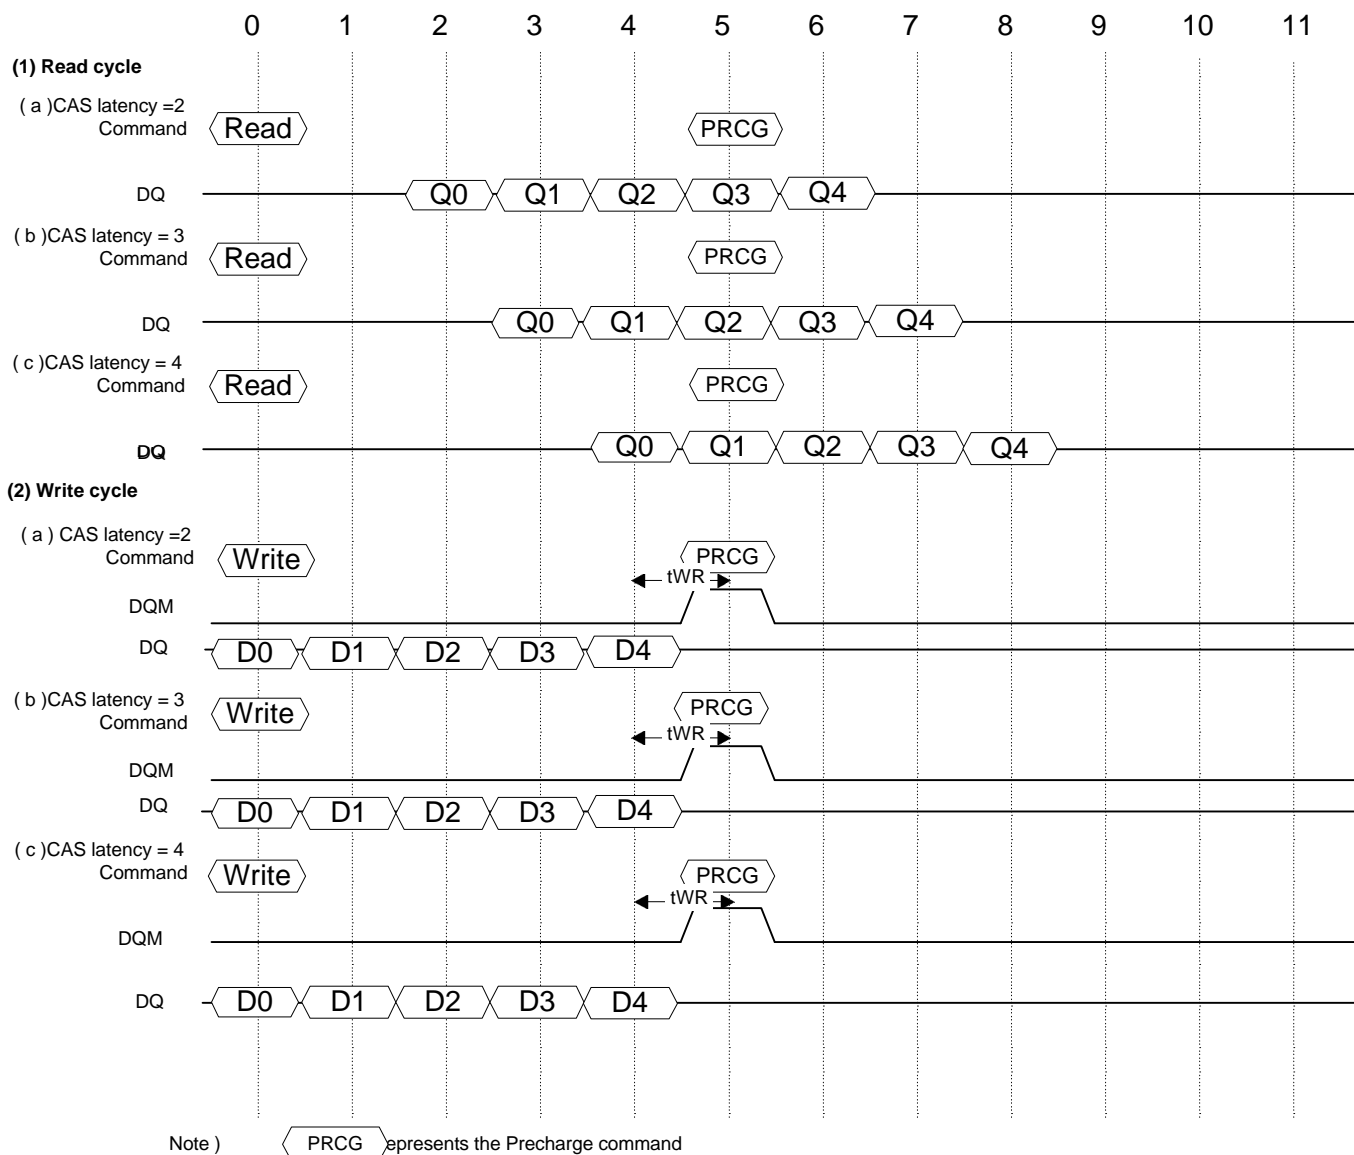 0 1 2 3 4 5 6 7 8 9 10 11
(1) Read cycle
( a )CAS latency =2
Command Read PRCG
DQ Q0 Q1 Q2 Q3 Q4
( b )CAS latency = 3
Command Read PRCG
DQ Q0 Q1 Q2 Q3 Q4
( c )CAS latency = 4
Command Read PRCG
DQ Q0 Q1 Q2 Q3 Q4
(2) Write cycle
( a ) CAS latency =2
Command Write PRCG
tWR
DQM
DQ D0 D1 D2 D3 D4
( b )CAS latency = 3
Command Write PRCG
tWR
DQM
DQ D0 D1 D2 D3 D4
( c )CAS latency = 4
Command Write PRCG
tWR
DQM
DQ D0 D1 D2 D3 D4
Note ) PRCG epresents the Precharge command